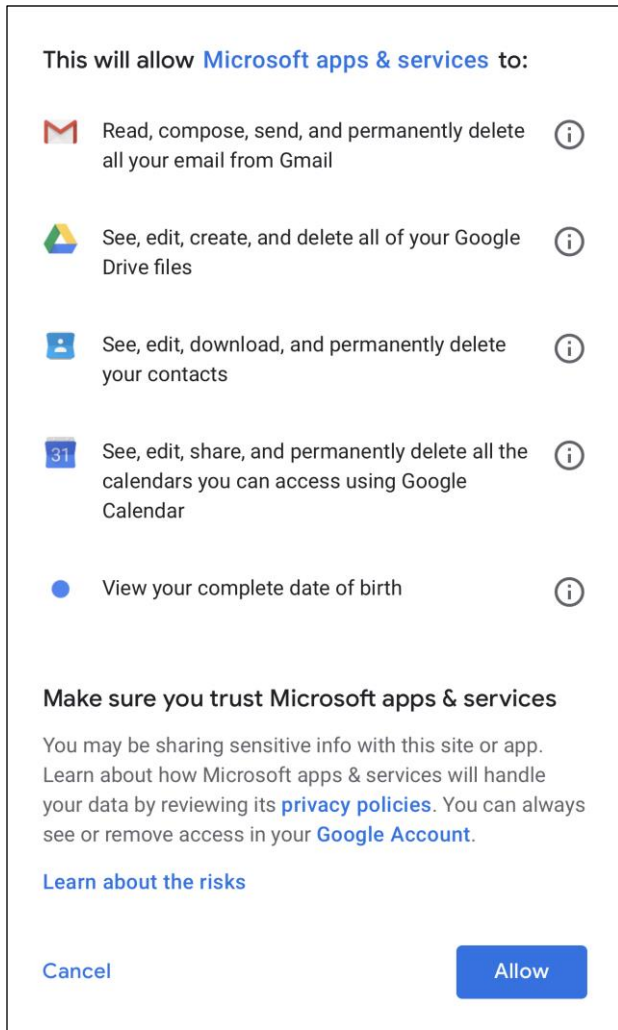 This will allow Microsoft apps & services to:
Read, compose, send, and permanently delete
all your email from Gmail
See, edit, create, and delete all of your Google
Drive files
See, edit, download, and permanently delete
your contacts
31
See, edit, share, and permanently delete all the
calendars you can access using Google
Calendar
View your complete date of birth
Make sure you trust Microsoft apps & services
You may be sharing sensitive info with this site or app.
Learn about how Microsoft apps & services will handle
your data by reviewing its privacy policies. You can always
see or remove access in your Google Account.
Learn about the risks
Cancel
Allow